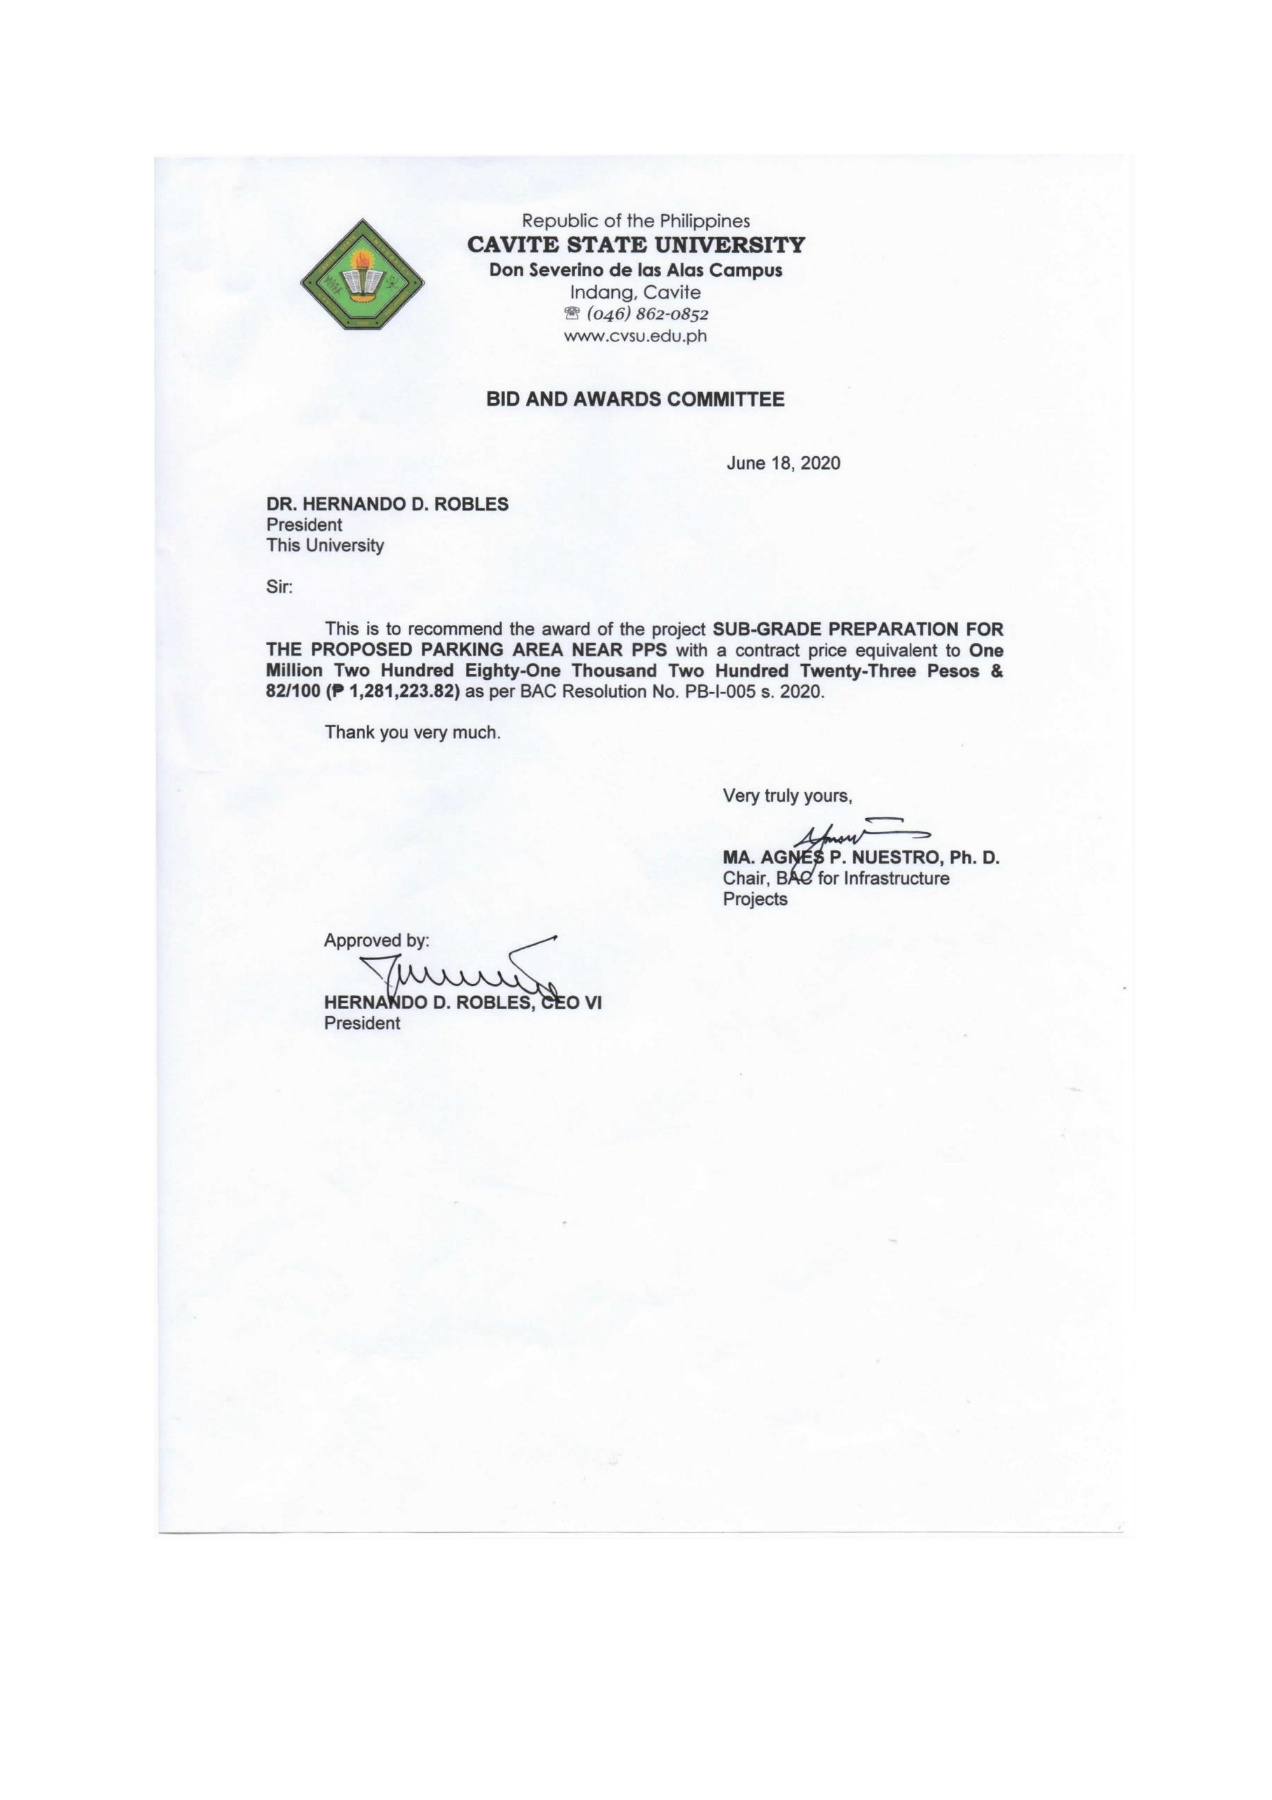 Republic of the Philippines
CAVITE STATE UNIVERSITY
Don Severino de las Alas Campus
Indang, Cavite
☏ (046) 862-0852
www.cvsu.edu.ph
BID AND AWARDS COMMITTEE
June 18, 2020
DR. HERNANDO D. ROBLES
President
This University
Sir:
This is to recommend the award of the project SUB-GRADE PREPARATION FOR
THE PROPOSED PARKING AREA NEAR PPS with a contract price equivalent to One
Million Two Hundred Eighty-One Thousand Two Hundred Twenty-Three Pesos &
82/100 (₱ 1,281,223.82) as per BAC Resolution No. PB-I-005 s. 2020.
Thank you very much.
Very truly yours,
MA. AGNES P. NUESTRO, Ph. D.
Chair, BAC for Infrastructure
Projects
Approved by:
HERNANDO D. ROBLES, CEO VI
President